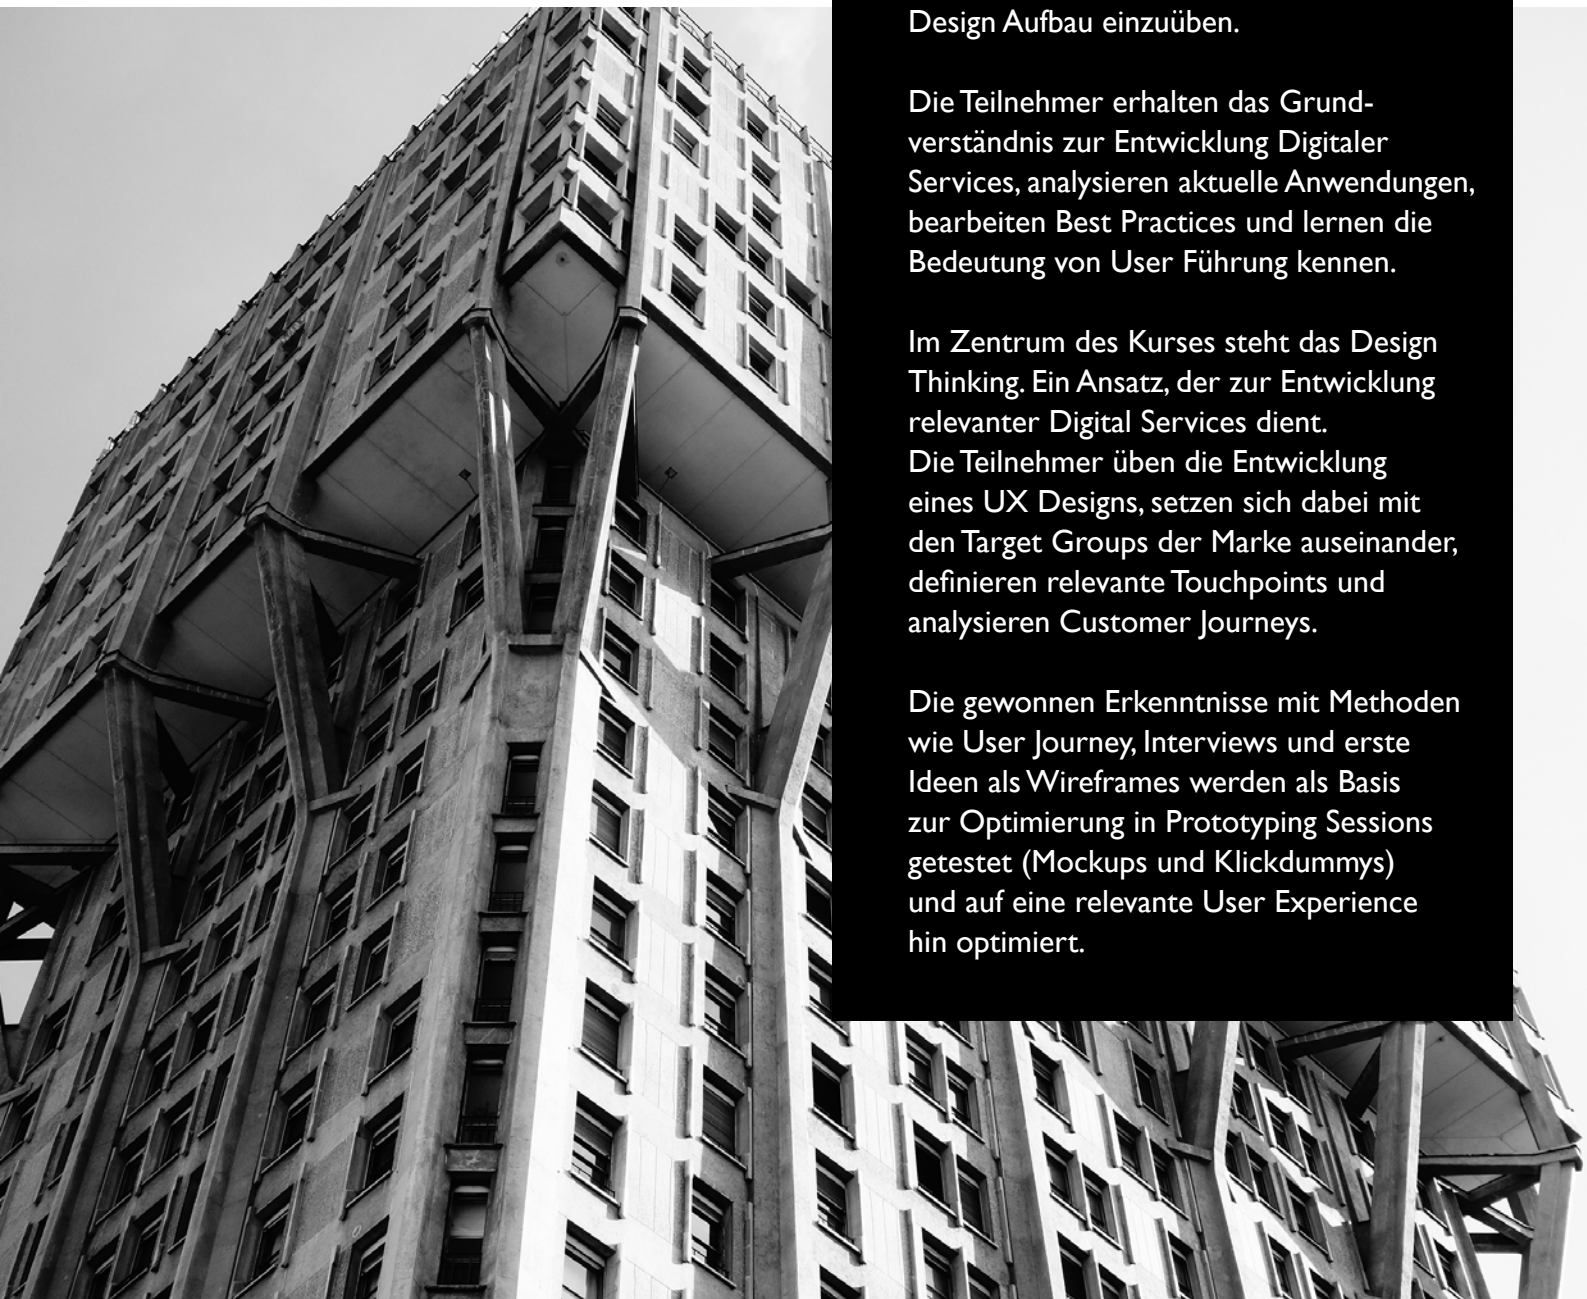 Design Aufbau einzuüben.
Die Teilnehmer erhalten das Grund-
verständnis zur Entwicklung Digitaler
Services, analysieren aktuelle Anwendungen,
bearbeiten Best Practices und lernen die
Bedeutung von User Führung kennen.
Im Zentrum des Kurses steht das Design
Thinking. Ein Ansatz, der zur Entwicklung
relevanter Digital Services dient.
Die Teilnehmer üben die Entwicklung
eines UX Designs, setzen sich dabei mit
den Target Groups der Marke auseinander,
definieren relevante Touchpoints und
analysieren Customer Journeys.
Die gewonnen Erkenntnisse mit Methoden
wie User Journey, Interviews und erste
Ideen als Wireframes werden als Basis
zur Optimierung in Prototyping Sessions
getestet (Mockups und Klickdummys)
und auf eine relevante User Experience
hin optimiert.